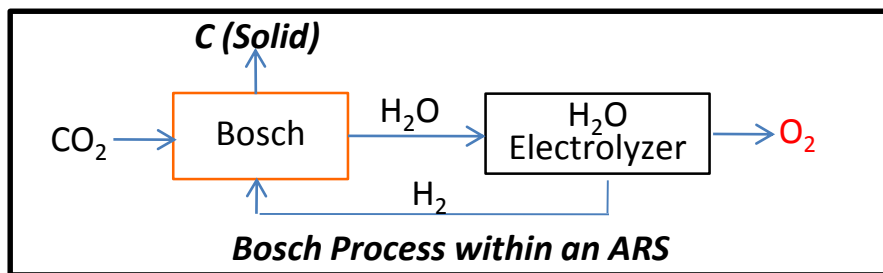 C (Solid)
CO₂
Bosch
H₂O
H₂O
Electrolyzer
O₂
H₂
Bosch Process within an ARS